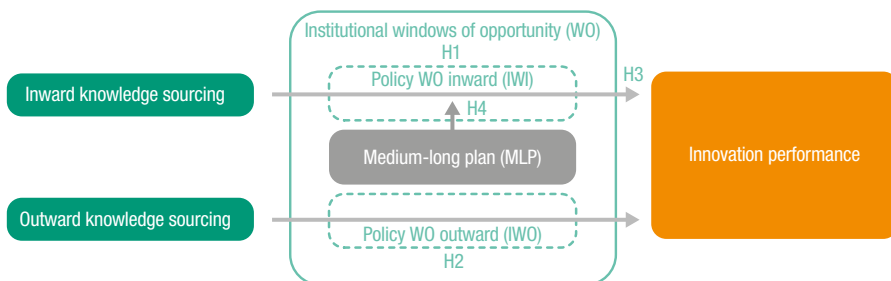 Institutional windows of opportunity (WO)
H1
Policy WO inward (IWI)
H3
Inward knowledge sourcing
H4
Medium-long plan (MLP)
Innovation performance
Outward knowledge sourcing
Policy WO outward (IWO)
H2